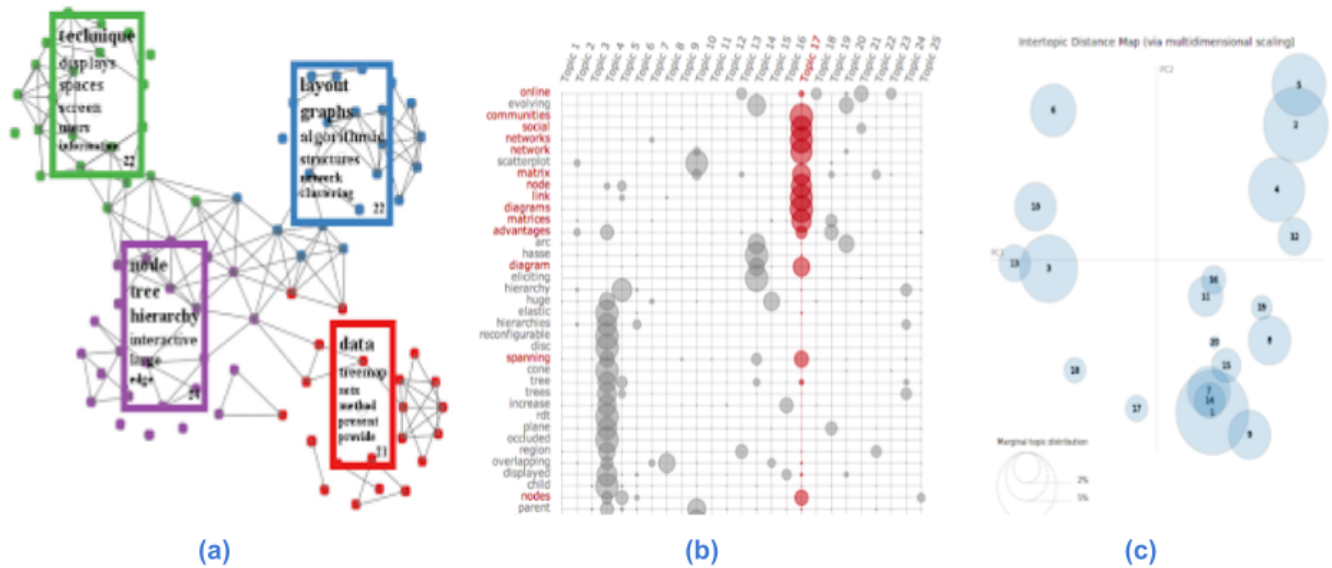 technique
displays
spaces
screen
users
information
22
layout
graphs
algorithmic
structures
network
clustering
22
node
tree
hierarchy
interactive
large
edge
24
data
treemap
sets
method
present
provide
21
(a)
Topic 1
Topic 2
Topic 3
Topic 4
Topic 5
Topic 6
Topic 7
Topic 8
Topic 9
Topic 10
Topic 11
Topic 12
Topic 13
Topic 14
Topic 15
Topic 16
Topic 17
Topic 18
Topic 19
Topic 20
Topic 21
Topic 22
Topic 23
Topic 24
Topic 25
online
evolving
communities
social
networks
network
scatterplot
matrix
node
link
diagrams
matrices
advantages
arc
hasse
diagram
eliciting
hierarchy
huge
elastic
hierarchies
reconfigurable
disc
spanning
cone
tree
trees
increase
rdt
plane
occluded
region
overlapping
displayed
child
nodes
parent
(b)
Intertopic Distance Map (via multidimensional scaling)
PC2
5
6
2
4
10
12
PC1
13
3
16
11
19
20
8
15
18
7
14
17
1
9
Marginal topic distribution
2%
5%
(c)